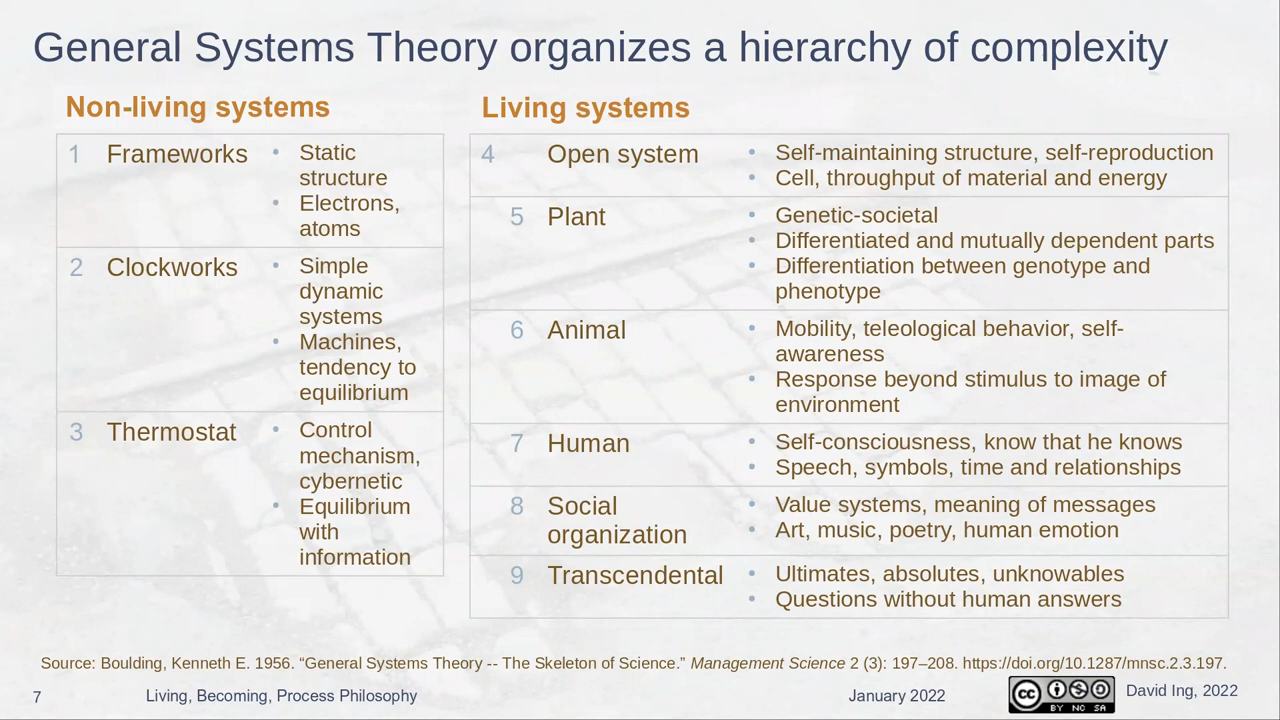 General Systems Theory organizes a hierarchy of complexity
Non-living systems
1 Frameworks • Static
structure
• Electrons,
atoms
2 Clockworks • Simple
dynamic
systems
• Machines,
tendency to
equilibrium
3 Thermostat • Control
mechanism,
cybernetic
• Equilibrium
with
information
Living systems
4 Open system • Self-maintaining structure, self-reproduction
• Cell, throughput of material and energy
5 Plant • Genetic-societal
• Differentiated and mutually dependent parts
• Differentiation between genotype and
phenotype
6 Animal • Mobility, teleological behavior, self-
awareness
• Response beyond stimulus to image of
environment
7 Human • Self-consciousness, know that he knows
• Speech, symbols, time and relationships
8 Social • Value systems, meaning of messages
organization • Art, music, poetry, human emotion
9 Transcendental • Ultimates, absolutes, unknowables
• Questions without human answers
Source: Boulding, Kenneth E. 1956. “General Systems Theory -- The Skeleton of Science.” Management Science 2 (3): 197–208. https://doi.org/10.1287/mnsc.2.3.197.
7 Living, Becoming, Process Philosophy January 2022 cc BY NC SA David Ing, 2022